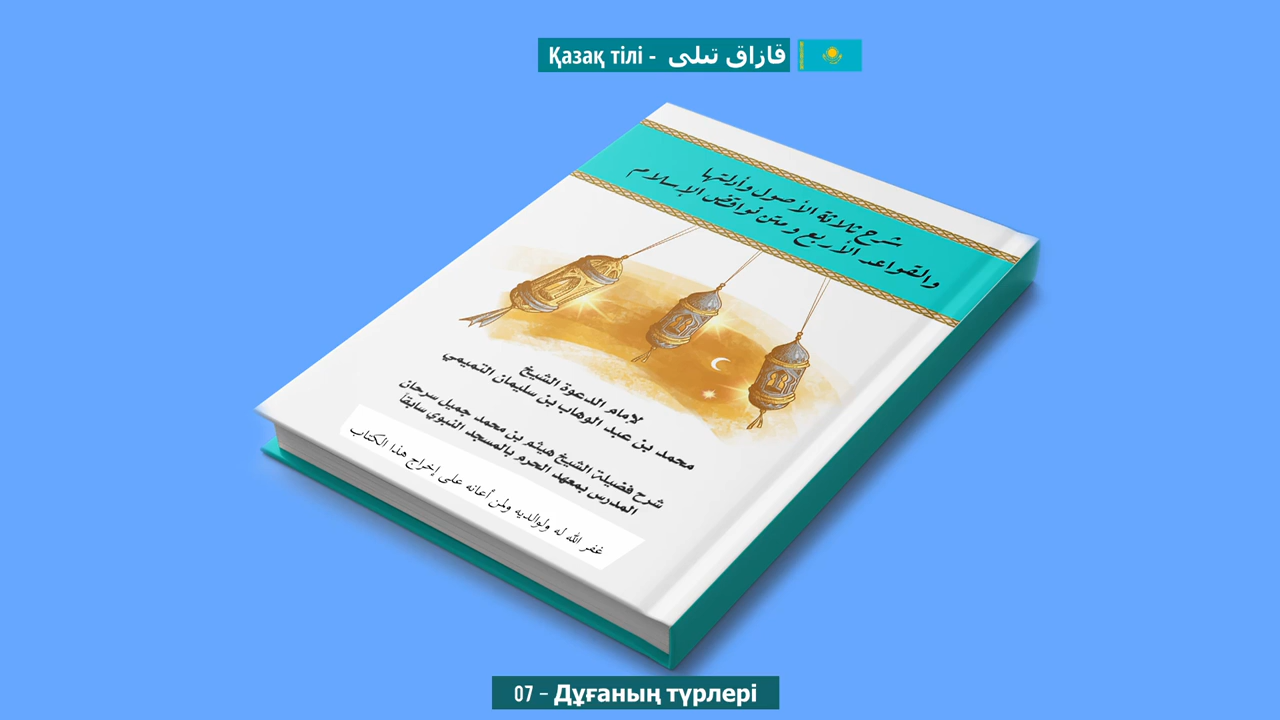 Қазақ тілі - قازاق تىلى
شرح ثلاثة الأصول وأدلتها
والقواعد الأربع ومتن نواقض الإسلام
لإمام الدعوة الشيخ
محمد بن عبد الوهاب بن سليمان التميمي
شرح فضيلة الشيخ هيثم بن محمد جميل سرحان
المدرس بمعهد الحرم بالمسجد النبوي سابقا
غفر الله له ولوالديه ولمن أعانه على إخراج هذا الكتاب
07 - Дұғаның түрлері